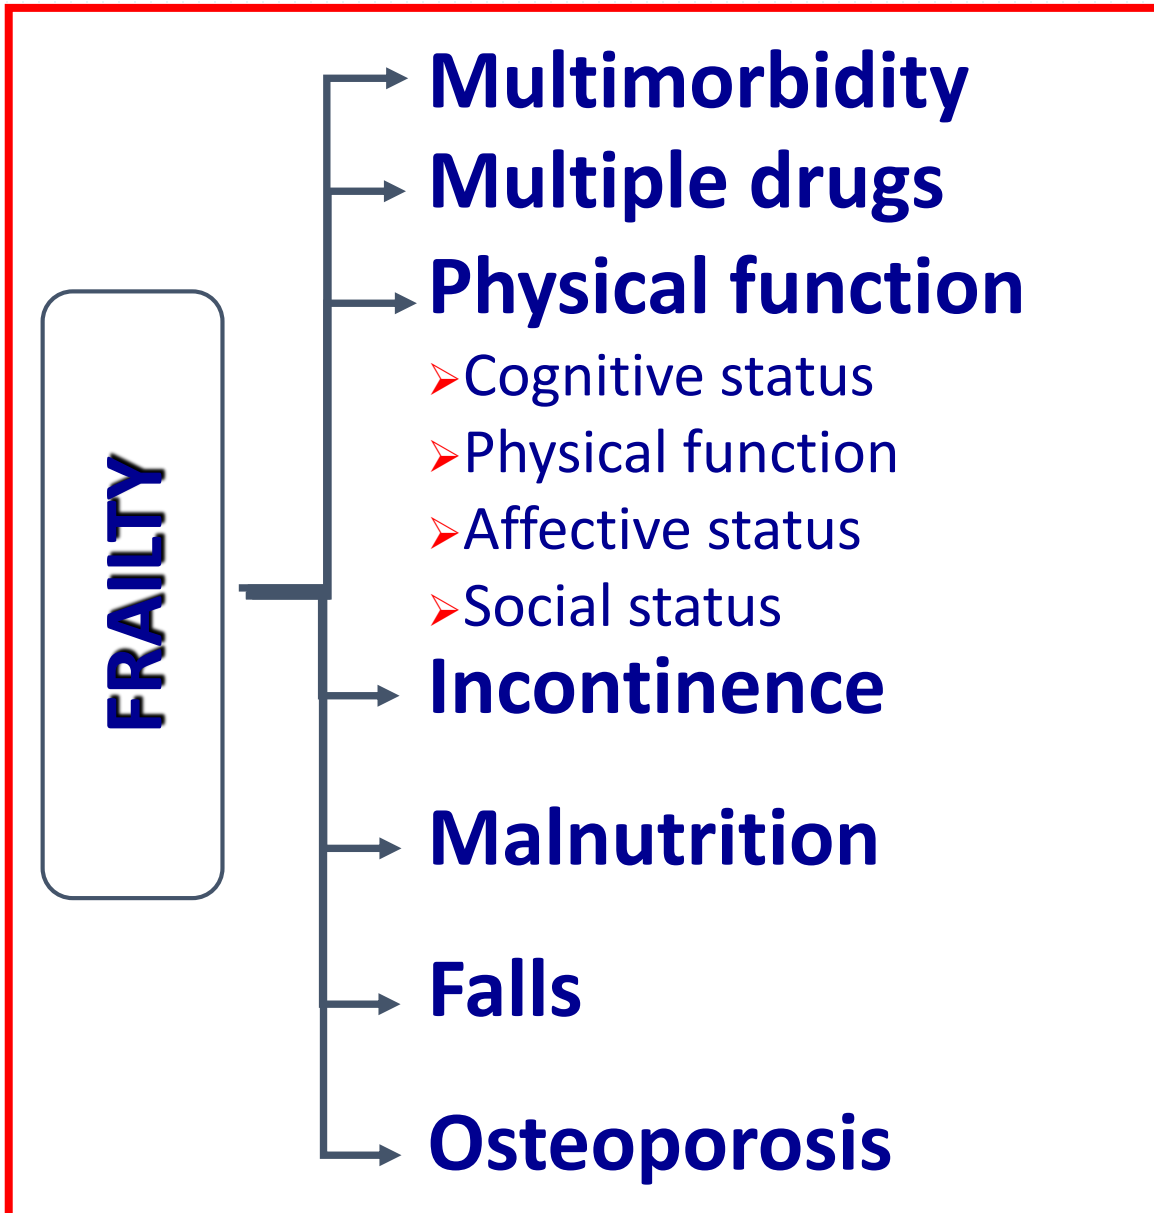 FRAILTY
Multimorbidity
Multiple drugs
Physical function
Cognitive status
Physical function
Affective status
Social status
Incontinence
Malnutrition
Falls
Osteoporosis